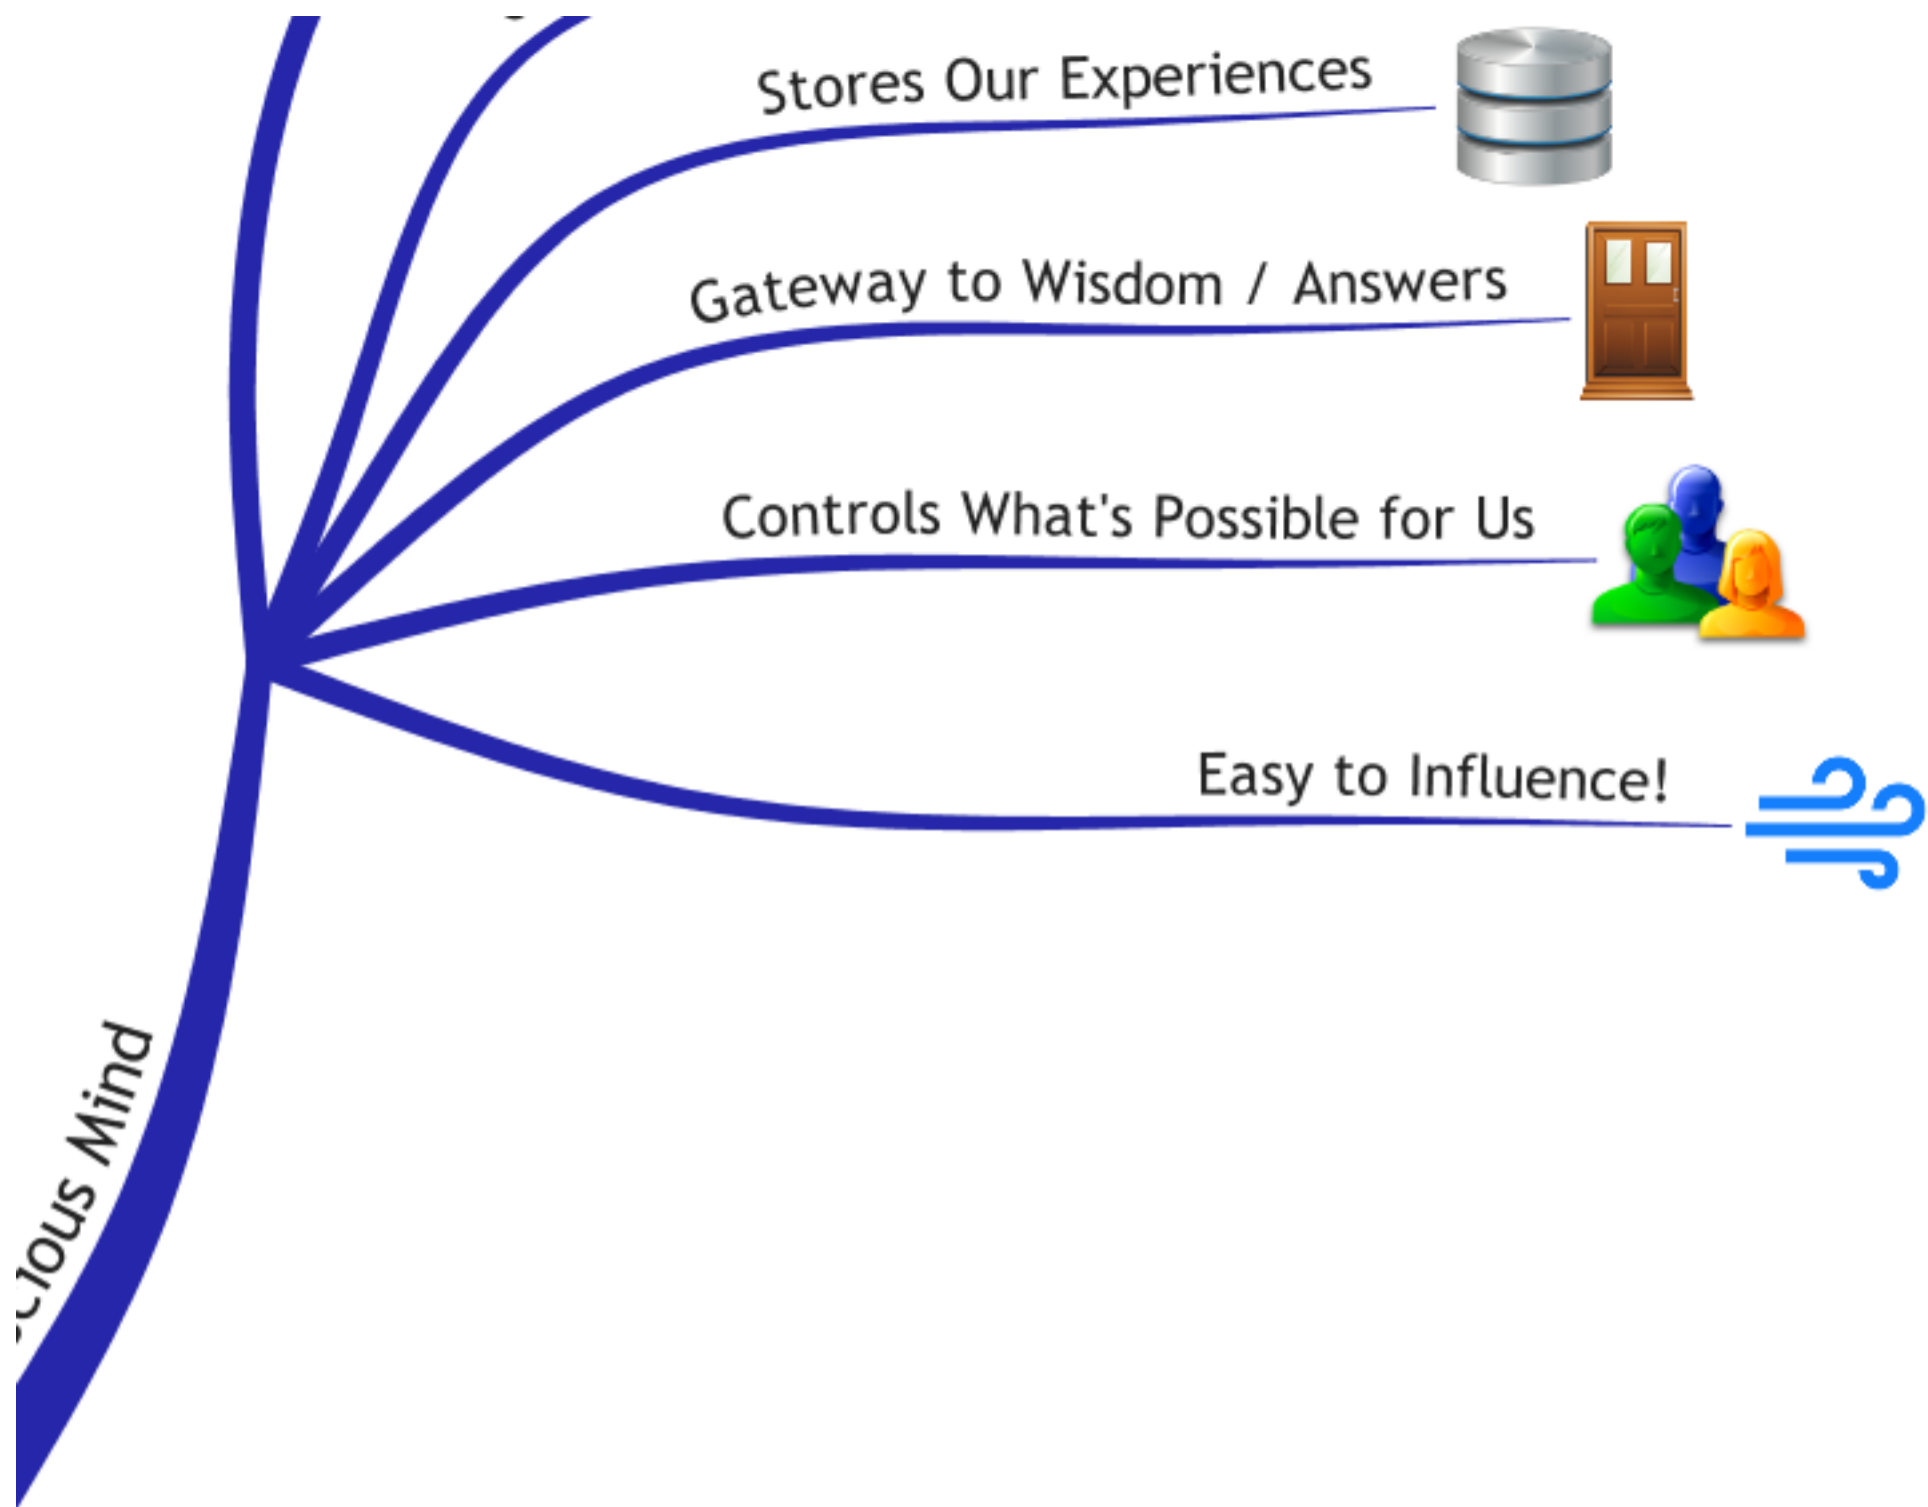 Stores Our Experiences
Gateway to Wisdom / Answers
Controls What's Possible for Us
Easy to Influence!
Mind